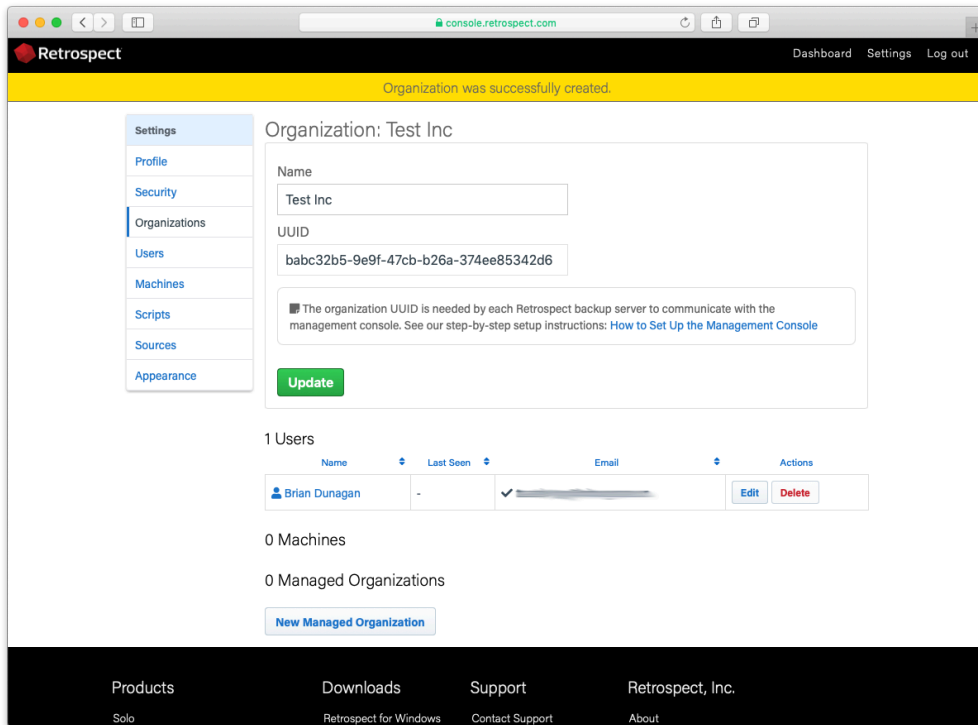 console.retrospect.com
Retrospect
Dashboard Settings Log out
Organization was successfully created.
Settings
Profile
Security
Organizations
Users
Machines
Scripts
Sources
Appearance
Organization: Test Inc
Name
Test Inc
UUID
babc32b5-9e9f-47cb-b26a-374ee85342d6
The organization UUID is needed by each Retrospect backup server to communicate with the
management console. See our step-by-step setup instructions: How to Set Up the Management Console
Update
1 Users
Name Last Seen Email Actions
Brian Dunagan - Edit Delete
0 Machines
0 Managed Organizations
New Managed Organization
Products Downloads Support Retrospect, Inc.
Solo Retrospect for Windows Contact Support About